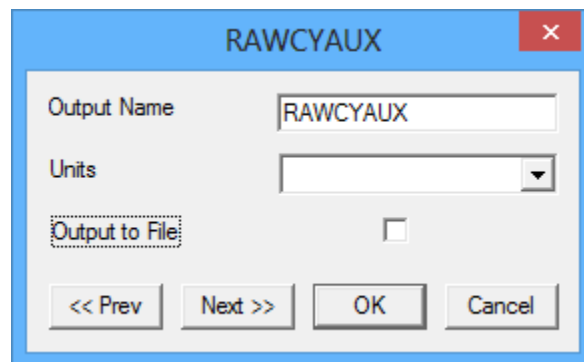 RAWCYAUX
Output Name RAWCYAUX
Units
Output to File
<< Prev Next >> OK Cancel